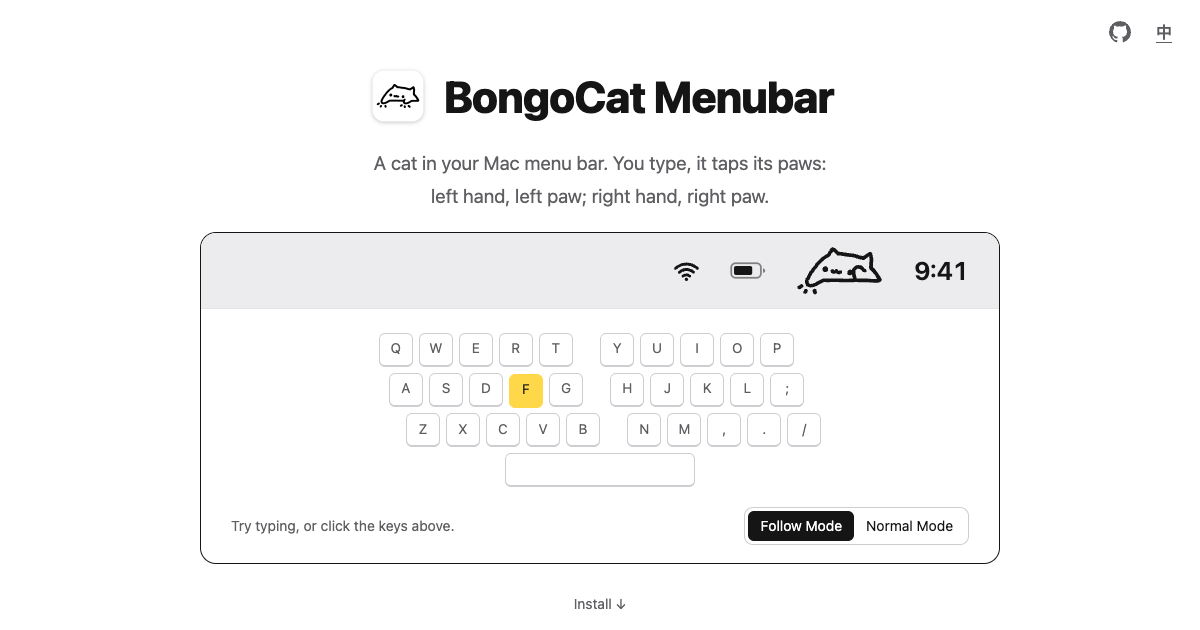 中
BongoCat Menubar
A cat in your Mac menu bar. You type, it taps its paws:
left hand, left paw; right hand, right paw.
9:41
Q W E R T Y U I O P
A S D F G H J K L ;
Z X C V B N M , . /
Try typing, or click the keys above.
Follow Mode Normal Mode
Install ↓